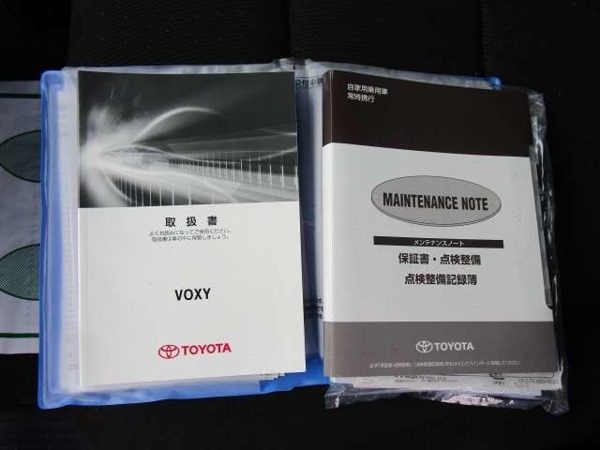 取扱書
よくお読みになってご使用ください。
取扱書は車の中に保管しましょう。
VOXY
TOYOTA
自家用乗用車
常時携行
MAINTENANCE NOTE
メンテナンスノート
保証書・点検整備
点検整備記録簿
TOYOTA